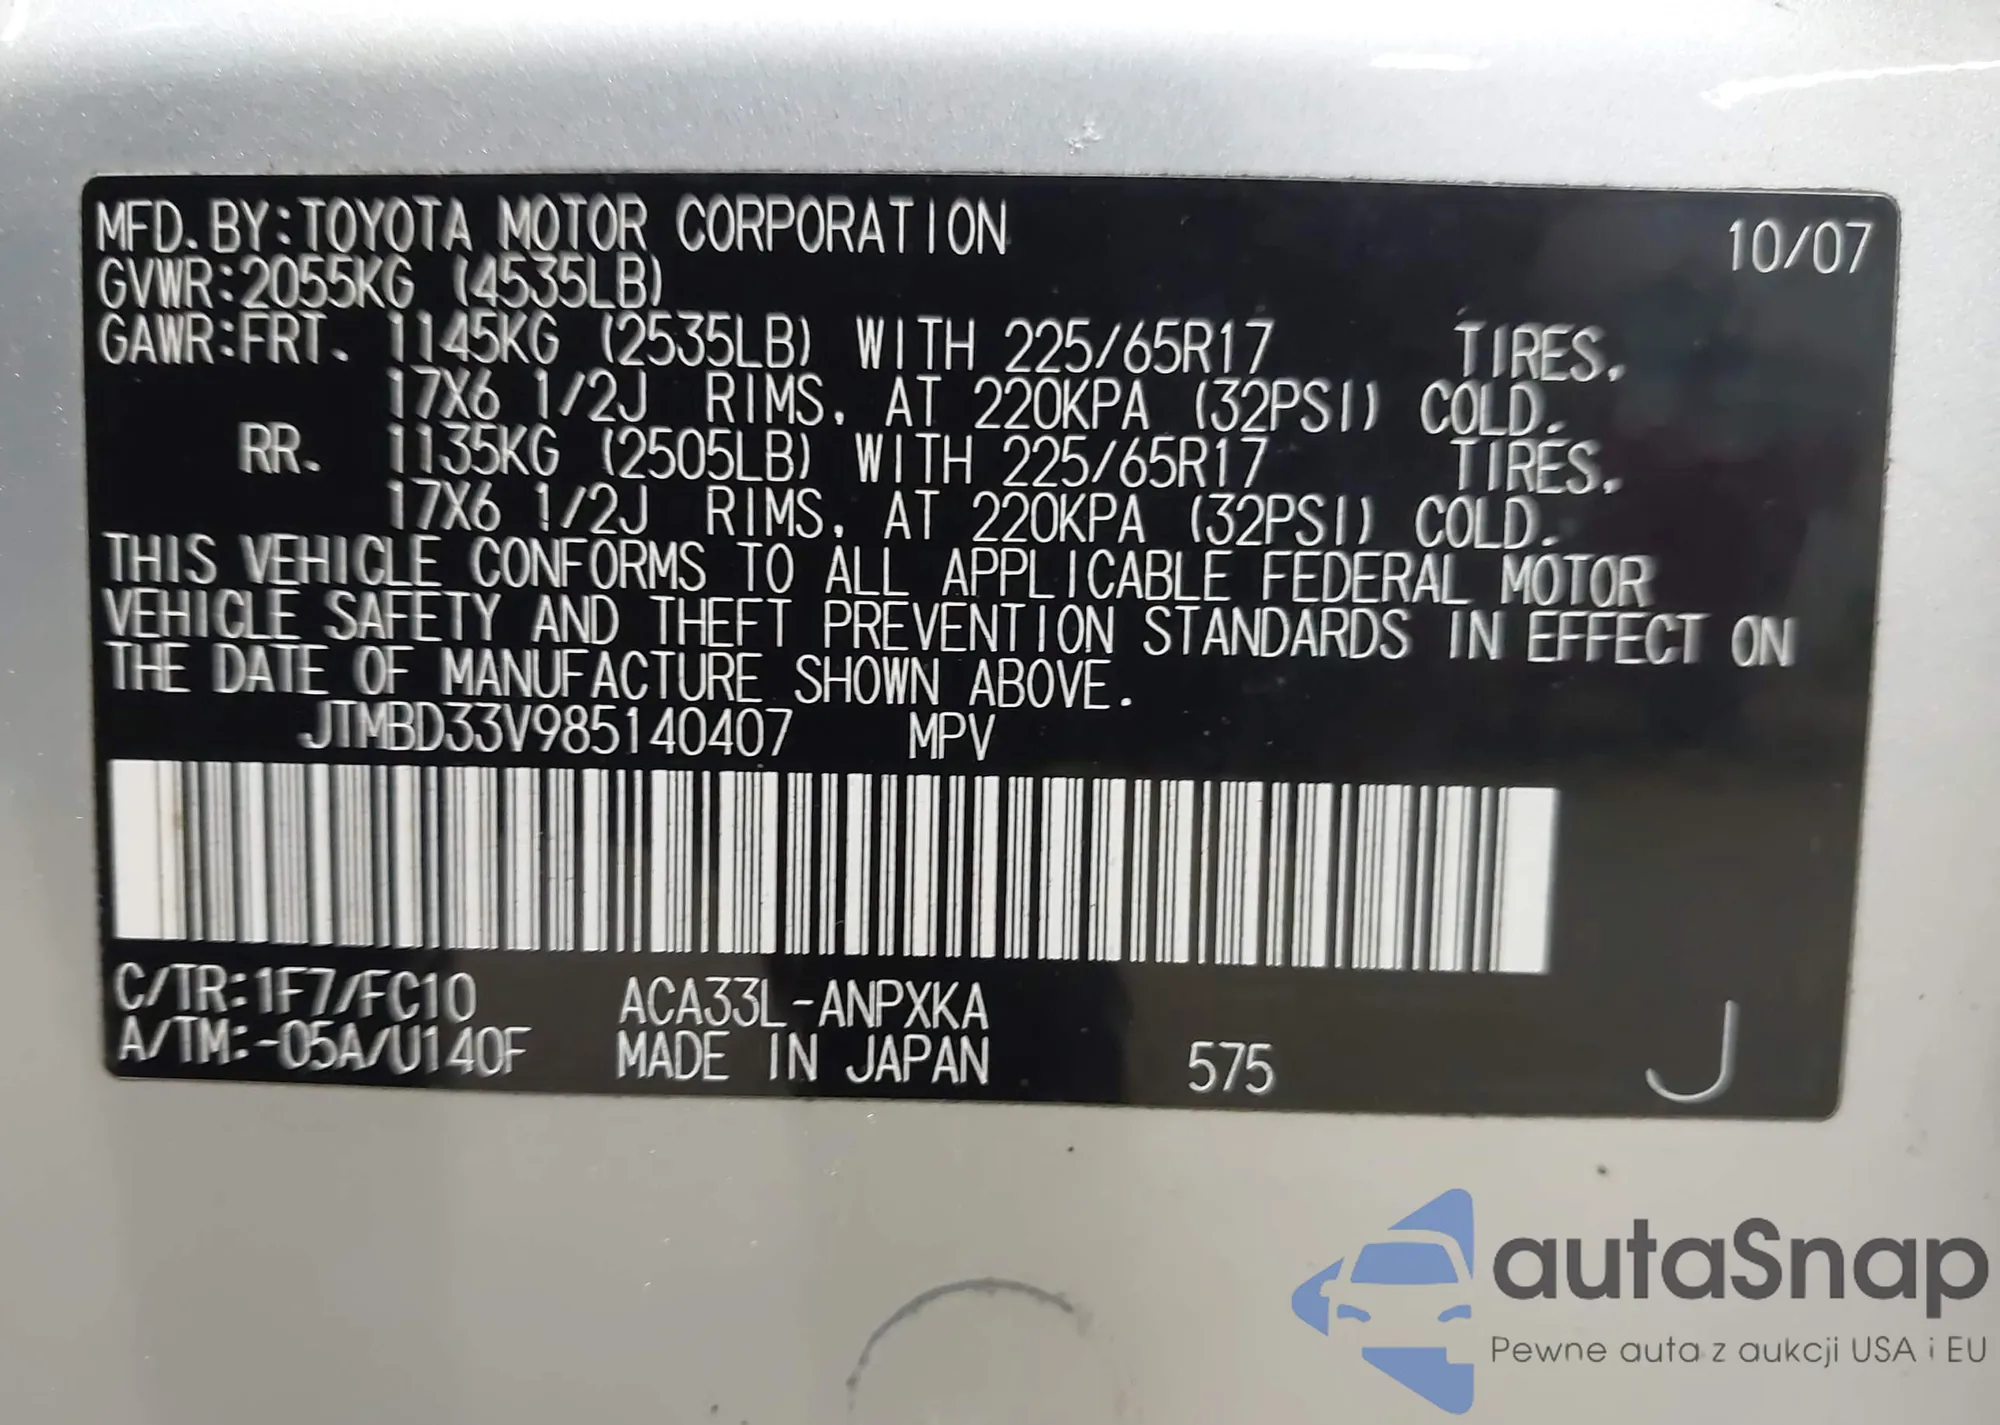 MFD. BY: TOYOTA MOTOR CORPORATION 10/07
GVWR: 2055KG (4535LB)
GAWR: FRT. 1145KG (2535LB) WITH 225/65R17 TIRES,
17X6 1/2J RIMS, AT 220KPA (32PSI) COLD.
RR. 1135KG (2505LB) WITH 225/65R17 TIRES,
17X6 1/2J RIMS, AT 220KPA (32PSI) COLD.
THIS VEHICLE CONFORMS TO ALL APPLICABLE FEDERAL MOTOR
VEHICLE SAFETY AND THEFT PREVENTION STANDARDS IN EFFECT ON
THE DATE OF MANUFACTURE SHOWN ABOVE.
JTMBD33V985140407 MPV
C/TR: 1F7/FC10 ACA33L-ANPXKA
A/TM: -05A/U140F MADE IN JAPAN 575 J
autaSnap
Pewne auta z aukcji USA i EU